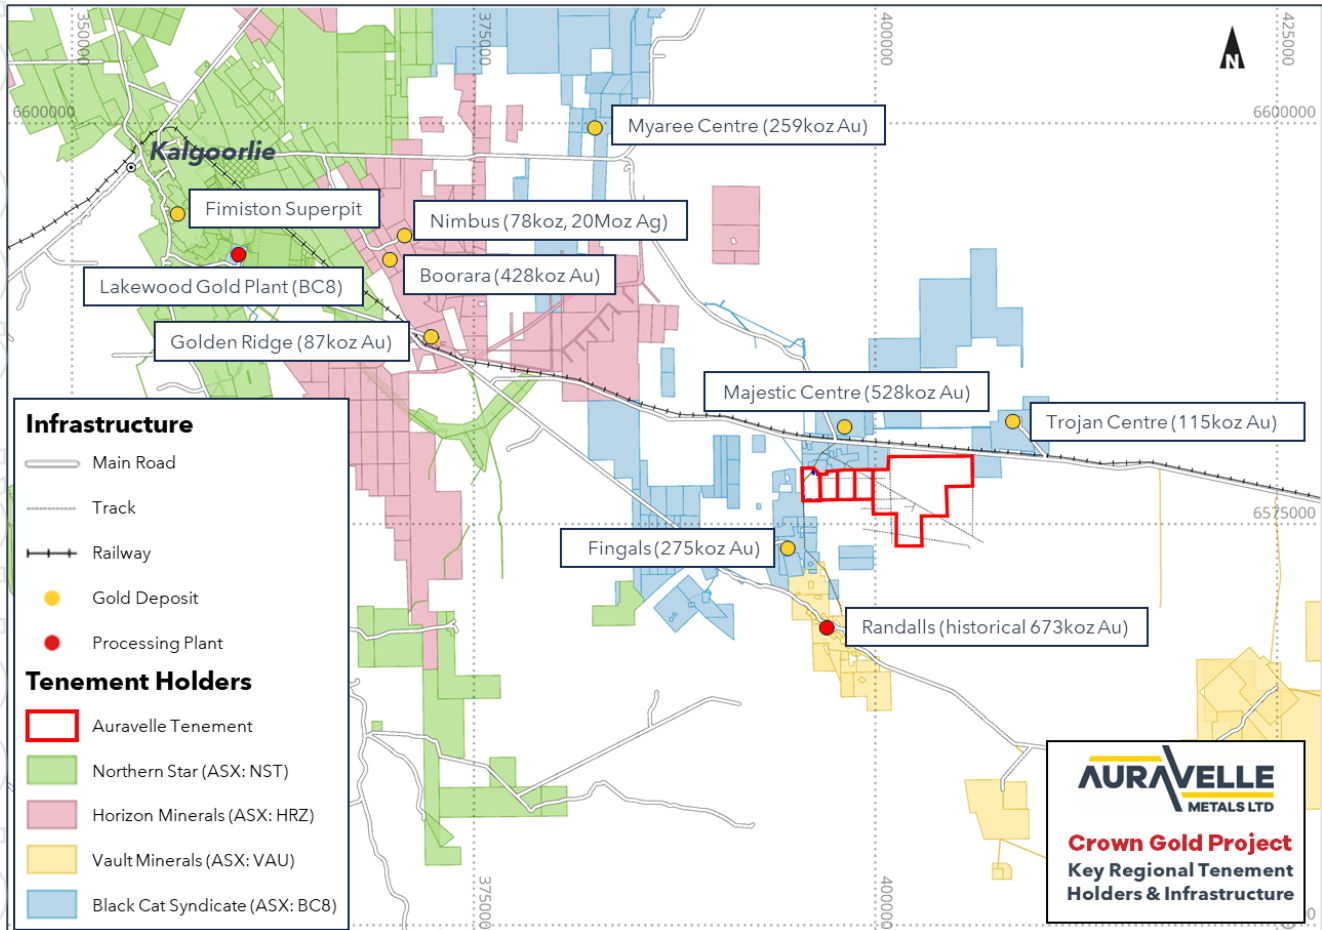 350000
375000
400000
425000
N
6600000
6600000
Myaree Centre (259koz Au)
Kalgoorlie
Fimiston Superpit
Nimbus (78koz, 20Moz Ag)
Boorara (428koz Au)
Lakewood Gold Plant (BC8)
Golden Ridge (87koz Au)
Majestic Centre (528koz Au)
Trojan Centre (115koz Au)
6575000
Fingals (275koz Au)
Randalls (historical 673koz Au)
Infrastructure
Main Road
Track
Railway
Gold Deposit
Processing Plant
Tenement Holders
Auravelle Tenement
Northern Star (ASX: NST)
Horizon Minerals (ASX: HRZ)
Vault Minerals (ASX: VAU)
Black Cat Syndicate (ASX: BC8)
375000
400000
AURAVELLE
METALS LTD
Crown Gold Project
Key Regional Tenement
Holders & Infrastructure